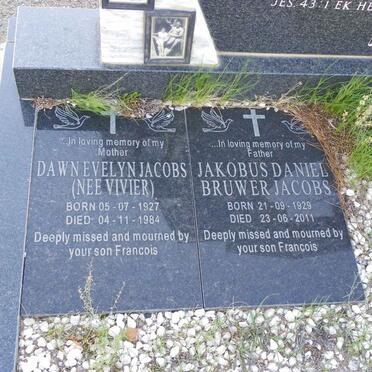 JES. 43:1 EK HE
...In loving memory of my
Mother
DAWN EVELYN JACOBS
(NEE VIVIER)
BORN 05-07-1927
DIED 04-11-1984
Deeply missed and mourned by
your son Francois
...In loving memory of my
Father
JAKOBUS DANIEL
BRUWER JACOBS
BORN 21-09-1929
DIED 23-06-2011
Deeply missed and mourned by
your son Francois